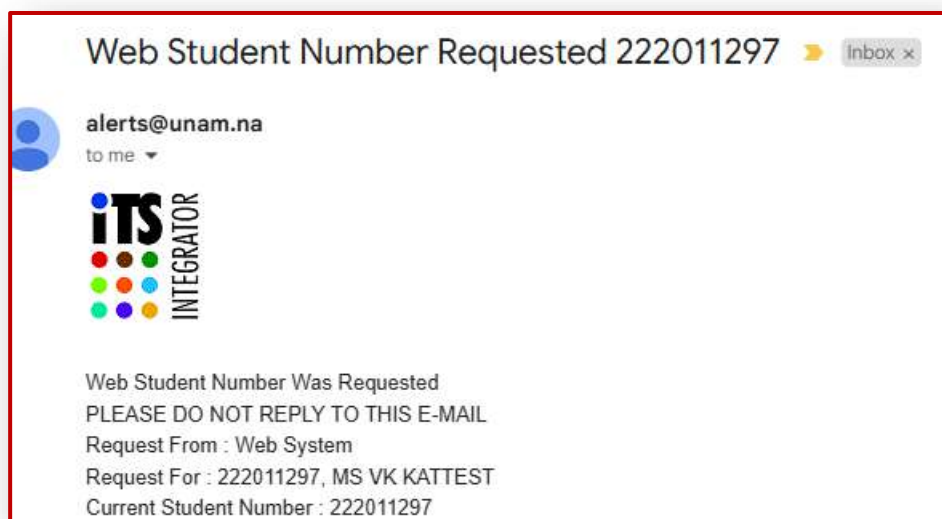 Web Student Number Requested 222011297 Inbox x
alerts@unam.na
to me
iTS
INTEGRATOR
Web Student Number Was Requested
PLEASE DO NOT REPLY TO THIS E-MAIL
Request From : Web System
Request For : 222011297, MS VK KATTEST
Current Student Number : 222011297